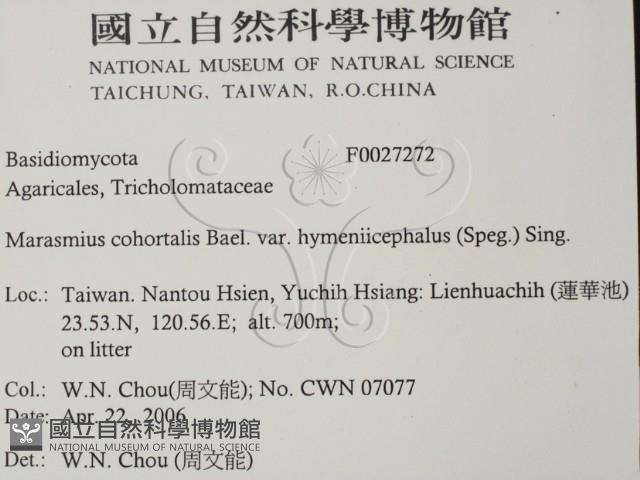 國立自然科學博物館
NATIONAL MUSEUM OF NATURAL SCIENCE
TAICHUNG, TAIWAN, R.O.CHINA
Basidiomycota F0027272
Agaricales, Tricholomataceae
Marasmius cohortalis Bael. var. hymeniicephalus (Speg.) Sing.
Loc.: Taiwan. Nantou Hsien, Yuchih Hsiang: Lienhuachih (蓮華池)
23.53.N, 120.56.E; alt. 700m;
on litter
Col.: W.N. Chou(周文能); No. CWN 07077
Date: Apr. 22, 2006
國立自然科學博物館
NATIONAL MUSEUM OF NATURAL SCIENCE
Det.: W.N. Chou (周文能)